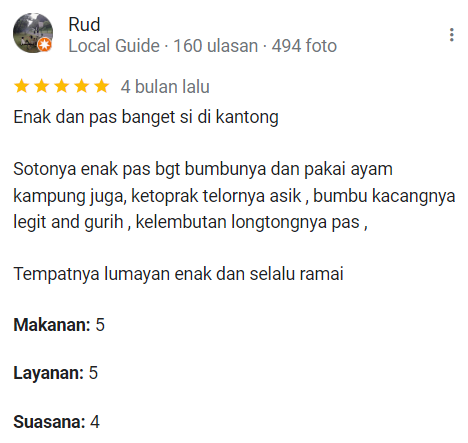 Rud
Local Guide · 160 ulasan · 494 foto
4 bulan lalu
Enak dan pas banget si di kantong
Sotonya enak pas bgt bumbunya dan pakai ayam
kampung juga, ketoprak telornya asik , bumbu kacangnya
legit and gurih , kelembutan longtongnya pas ,
Tempatnya lumayan enak dan selalu ramai
Makanan: 5
Layanan: 5
Suasana: 4